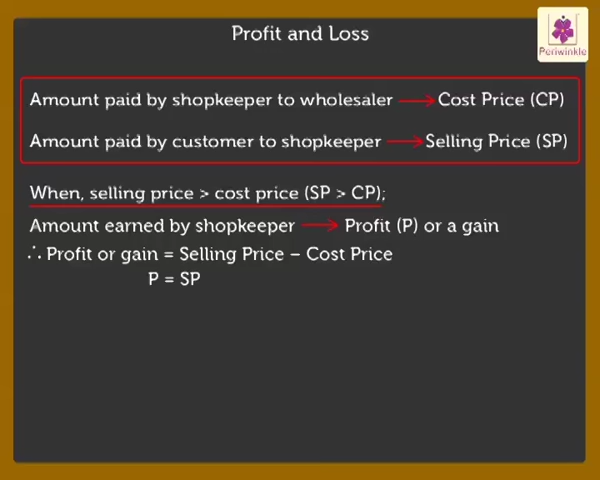 Profit and Loss
Periwinkle
Amount paid by shopkeeper to wholesaler → Cost Price (CP)
Amount paid by customer to shopkeeper → Selling Price (SP)
When, selling price > cost price (SP > CP);
Amount earned by shopkeeper → Profit (P) or a gain
∴ Profit or gain = Selling Price – Cost Price
P = SP